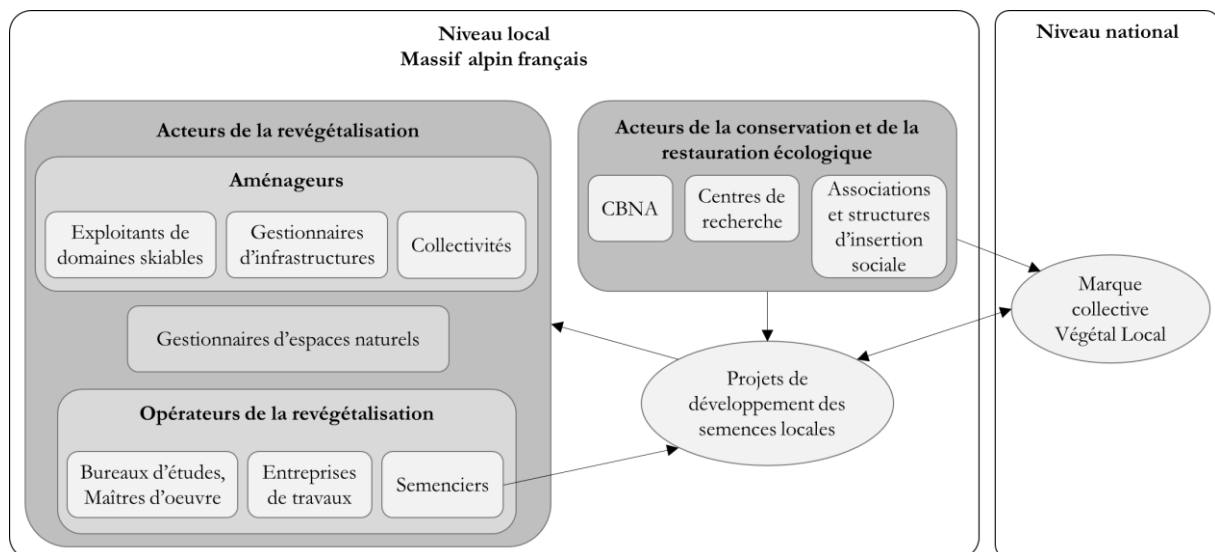 Niveau local
Massif alpin français
Niveau national
Acteurs de la revégétalisation
Aménageurs
Exploitants de
domaines skiables
Gestionnaires
d'infrastructures
Collectivités
Gestionnaires d'espaces naturels
Opérateurs de la revégétalisation
Bureaux d'études,
Maîtres d'oeuvre
Entreprises
de travaux
Semenciers
Acteurs de la conservation et de la
restauration écologique
CBNA
Centres de
recherche
Associations
et structures
d'insertion
sociale
Projets de
développement des
semences locales
Marque
collective
Végétal Local